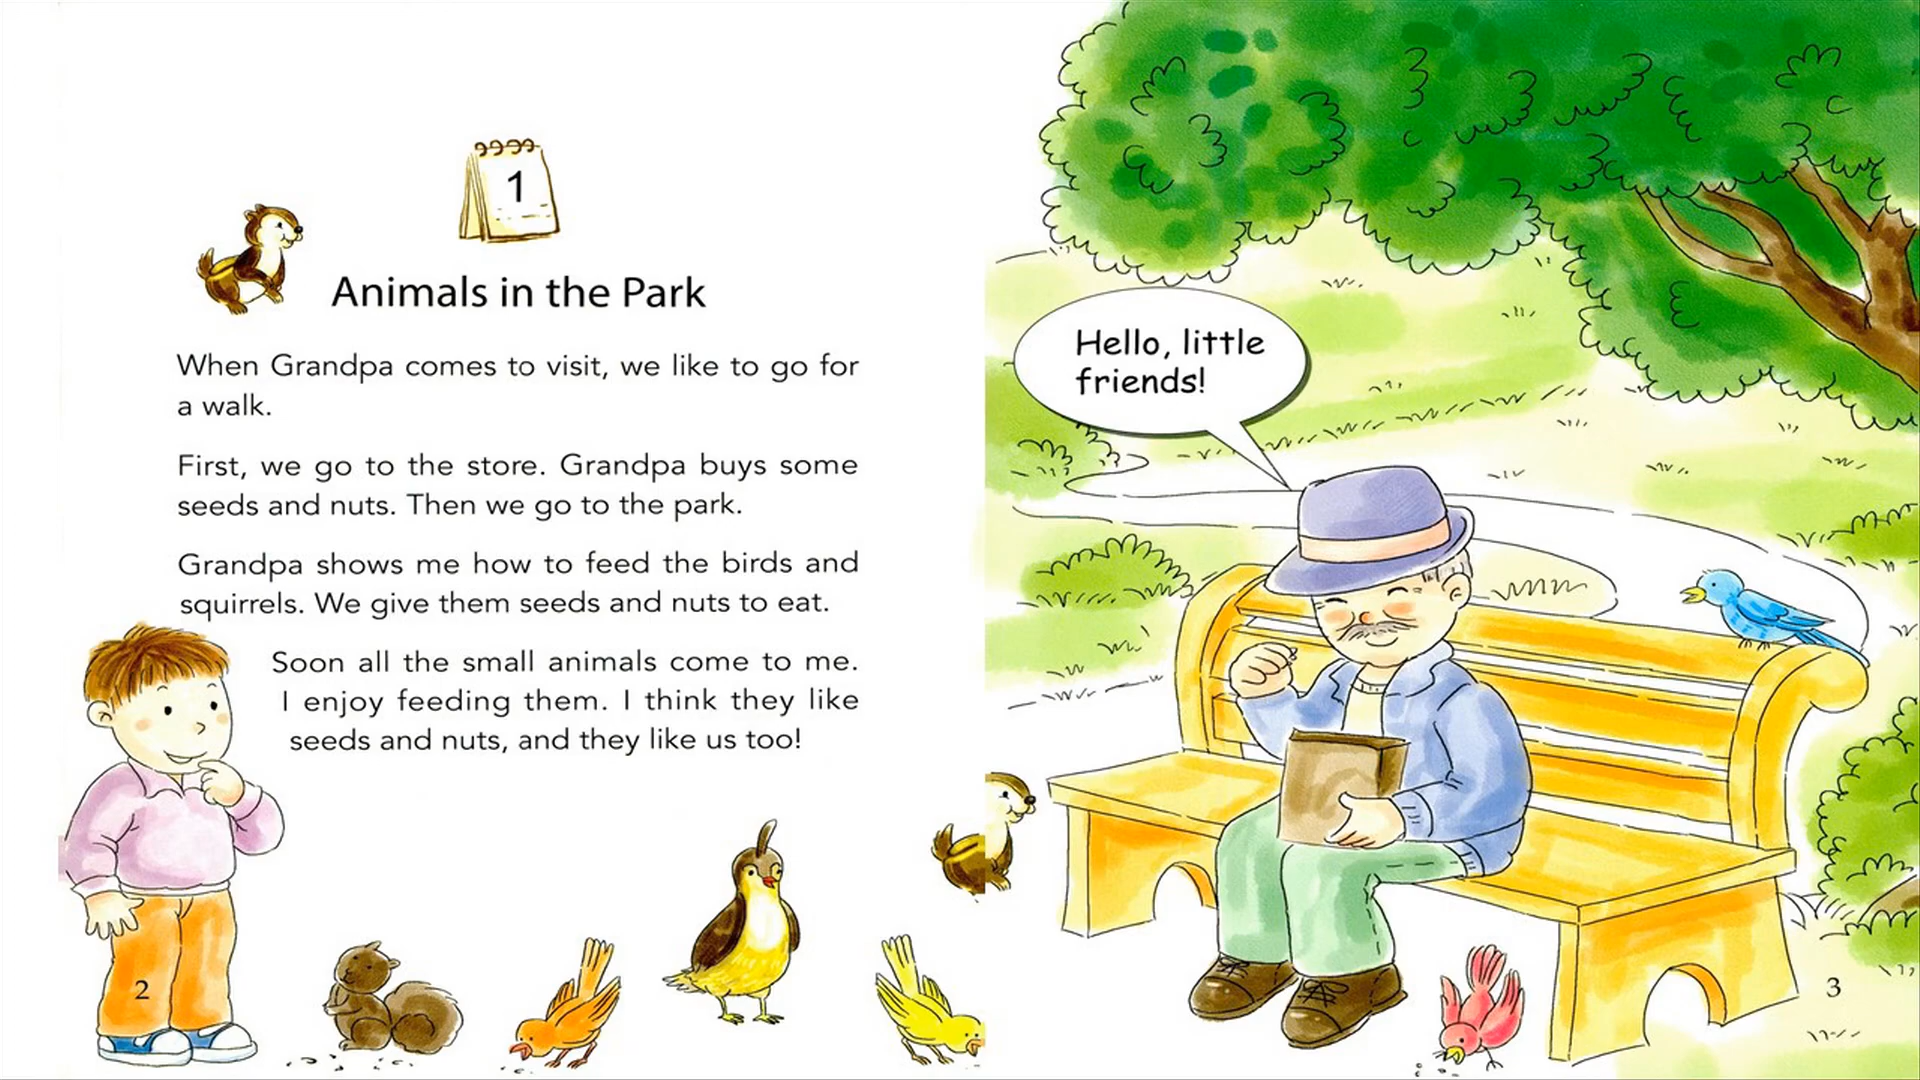 1
Animals in the Park
When Grandpa comes to visit, we like to go for
a walk.
First, we go to the store. Grandpa buys some
seeds and nuts. Then we go to the park.
Grandpa shows me how to feed the birds and
squirrels. We give them seeds and nuts to eat.
Soon all the small animals come to me.
I enjoy feeding them. I think they like
seeds and nuts, and they like us too!
2
Hello, little
friends!
3